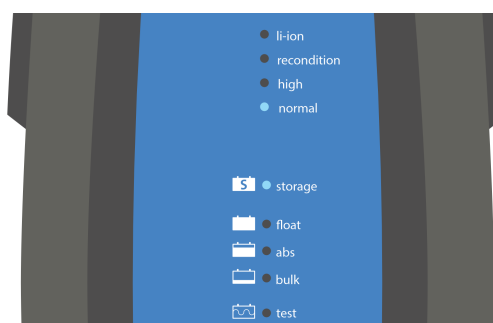 li-ion
recondition
high
normal
S storage
float
abs
bulk
test